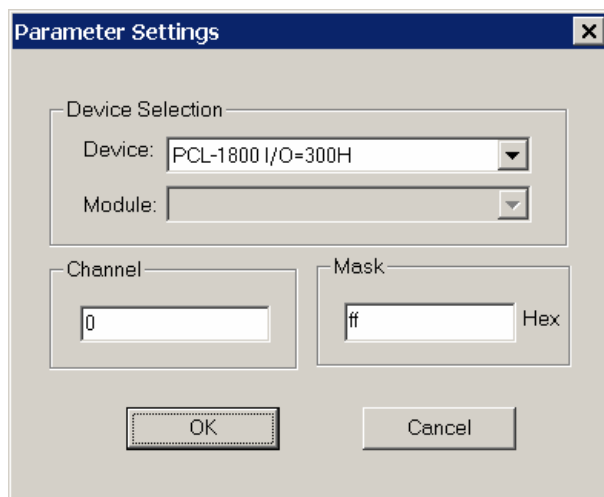 Parameter Settings
Device Selection
Device: PCL-1800 I/O=300H
Module:
Channel
0
Mask
ff Hex
OK Cancel